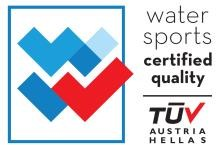 water
sports
certified
quality
TÜV
AUSTRIA
HELLAS